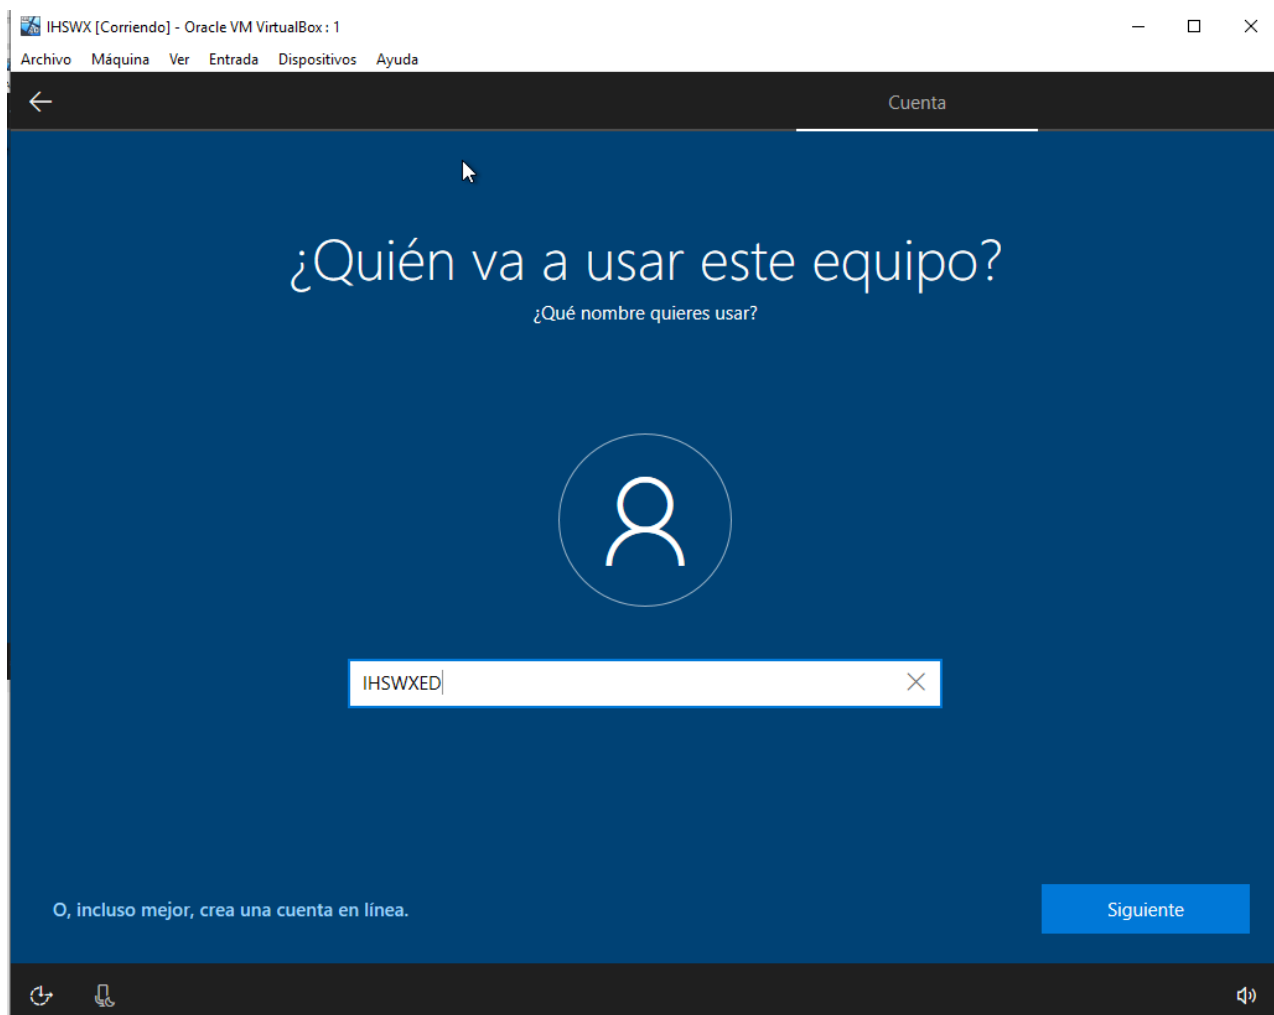 IHSWX [Corriendo] - Oracle VM VirtualBox : 1
Archivo Máquina Ver Entrada Dispositivos Ayuda
Cuenta
¿Quién va a usar este equipo?
¿Qué nombre quieres usar?
IHSWXED
O, incluso mejor, crea una cuenta en línea.
Siguiente